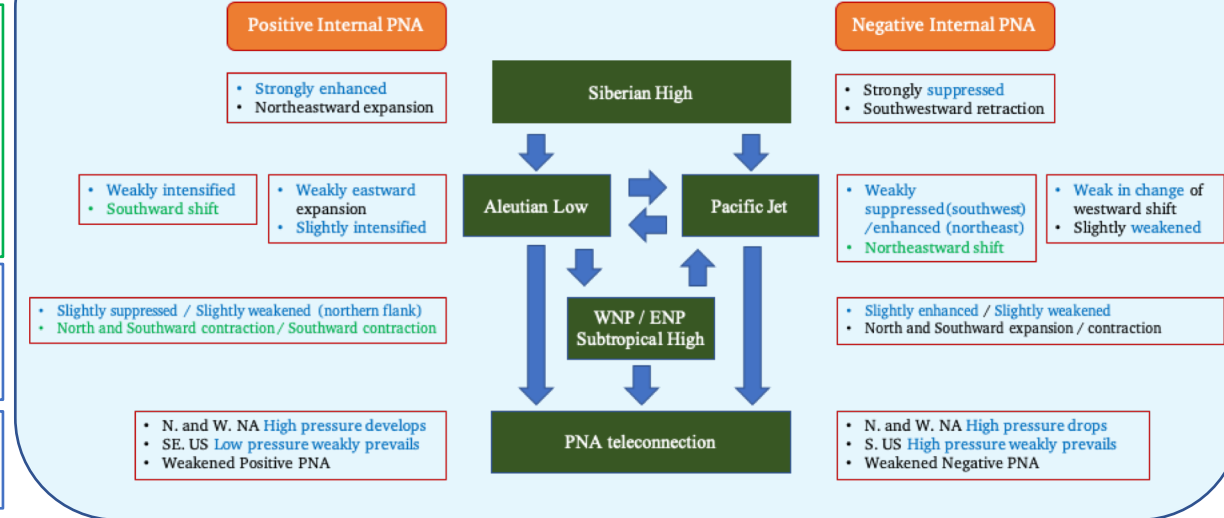 Positive Internal PNA
Negative Internal PNA
• Strongly enhanced
• Northeastward expansion
Siberian High
• Strongly suppressed
• Southwestward retraction
• Weakly intensified
• Southward shift
• Weakly eastward
expansion
• Slightly intensified
Aleutian Low
Pacific Jet
• Weakly
suppressed(southwest)
/enhanced (northeast)
• Northeastward shift
• Weak in change of
westward shift
• Slightly weakened
• Slightly suppressed / Slightly weakened (northern flank)
• North and Southward contraction/ Southward contraction
WNP / ENP
Subtropical High
• Slightly enhanced / Slightly weakened
• North and Southward expansion / contraction
• N. and W. NA High pressure develops
• SE. US Low pressure weakly prevails
• Weakened Positive PNA
PNA teleconnection
• N. and W. NA High pressure drops
• S. US High pressure weakly prevails
• Weakened Negative PNA